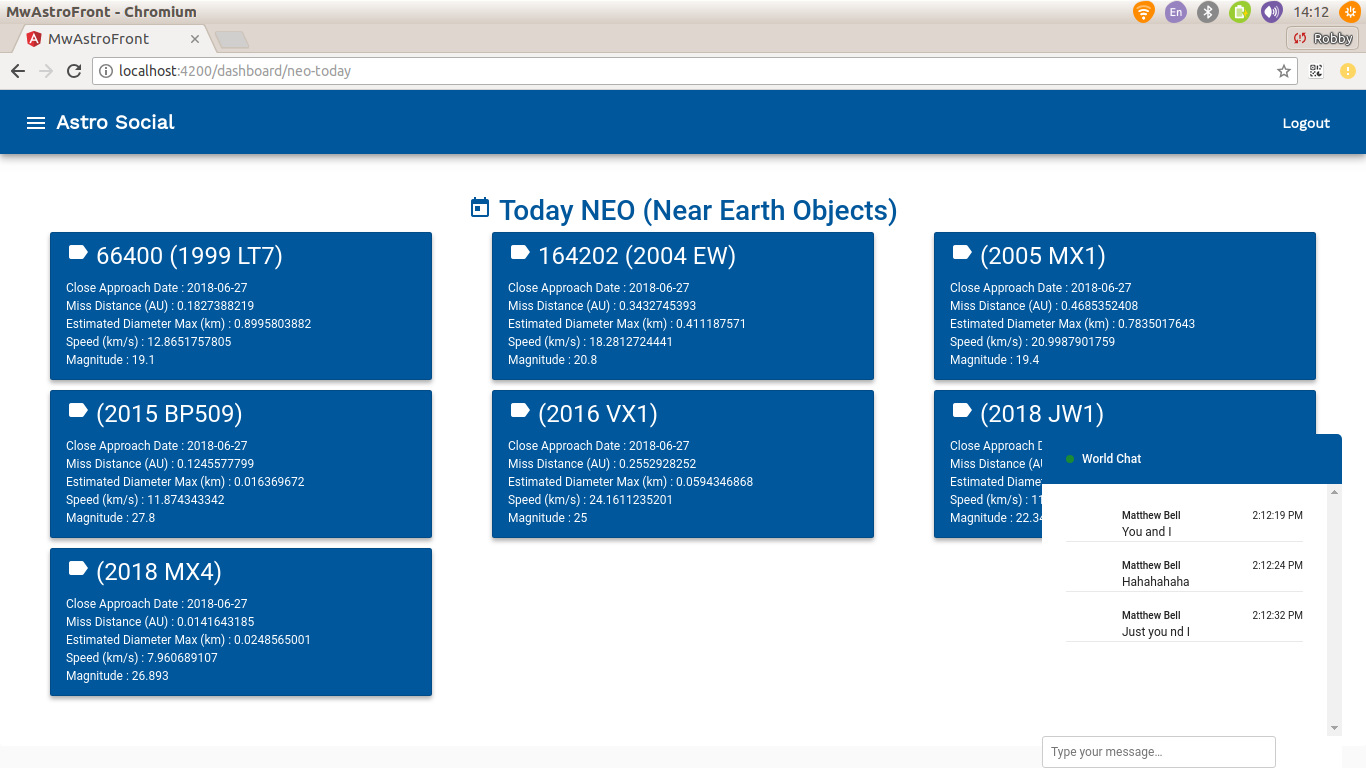 MwAstroFront - Chromium
En
14:12
MwAstroFront
Robby
localhost:4200/dashboard/neo-today
Astro Social
Logout
Today NEO (Near Earth Objects)
66400 (1999 LT7)
Close Approach Date : 2018-06-27
Miss Distance (AU) : 0.1827388219
Estimated Diameter Max (km) : 0.8995803882
Speed (km/s) : 12.8651757805
Magnitude : 19.1
164202 (2004 EW)
Close Approach Date : 2018-06-27
Miss Distance (AU) : 0.3432745393
Estimated Diameter Max (km) : 0.411187571
Speed (km/s) : 18.2812724441
Magnitude : 20.8
(2005 MX1)
Close Approach Date : 2018-06-27
Miss Distance (AU) : 0.4685352408
Estimated Diameter Max (km) : 0.7835017643
Speed (km/s) : 20.9987901759
Magnitude : 19.4
(2015 BP509)
Close Approach Date : 2018-06-27
Miss Distance (AU) : 0.1245577799
Estimated Diameter Max (km) : 0.016369672
Speed (km/s) : 11.874343342
Magnitude : 27.8
(2016 VX1)
Close Approach Date : 2018-06-27
Miss Distance (AU) : 0.2552928252
Estimated Diameter Max (km) : 0.0594346868
Speed (km/s) : 24.1611235201
Magnitude : 25
(2018 JW1)
Close Approach
Miss Distance (AU)
Estimated Diame
Speed (km/s) : 11
Magnitude : 22.34
(2018 MX4)
Close Approach Date : 2018-06-27
Miss Distance (AU) : 0.0141643185
Estimated Diameter Max (km) : 0.0248565001
Speed (km/s) : 7.960689107
Magnitude : 26.893
World Chat
Matthew Bell 2:12:19 PM
You and I
Matthew Bell 2:12:24 PM
Hahahahaha
Matthew Bell 2:12:32 PM
Just you nd I
Type your message...